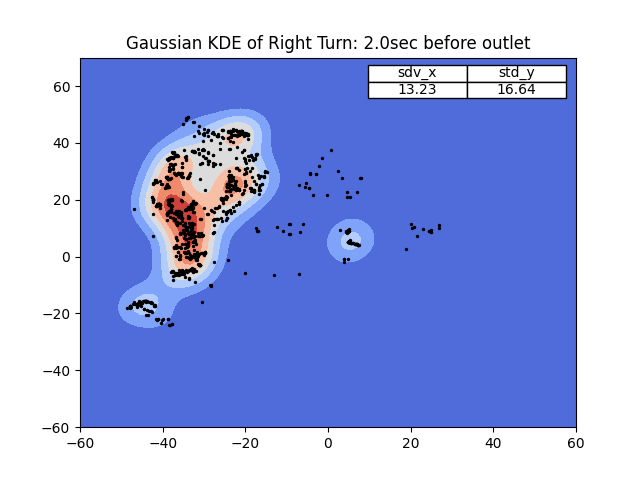 Gaussian KDE of Right Turn: 2.0sec before outlet
sdv_x std_y
13.23 16.64
60
40
20
0
−20
−40
−60
−60 −40 −20 0 20 40 60